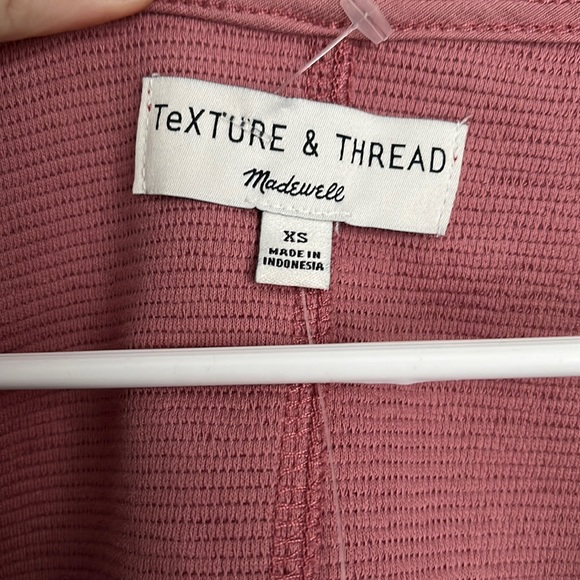 TeXTURE & THREAD
Madewell
XS
MADE IN
INDONESIA